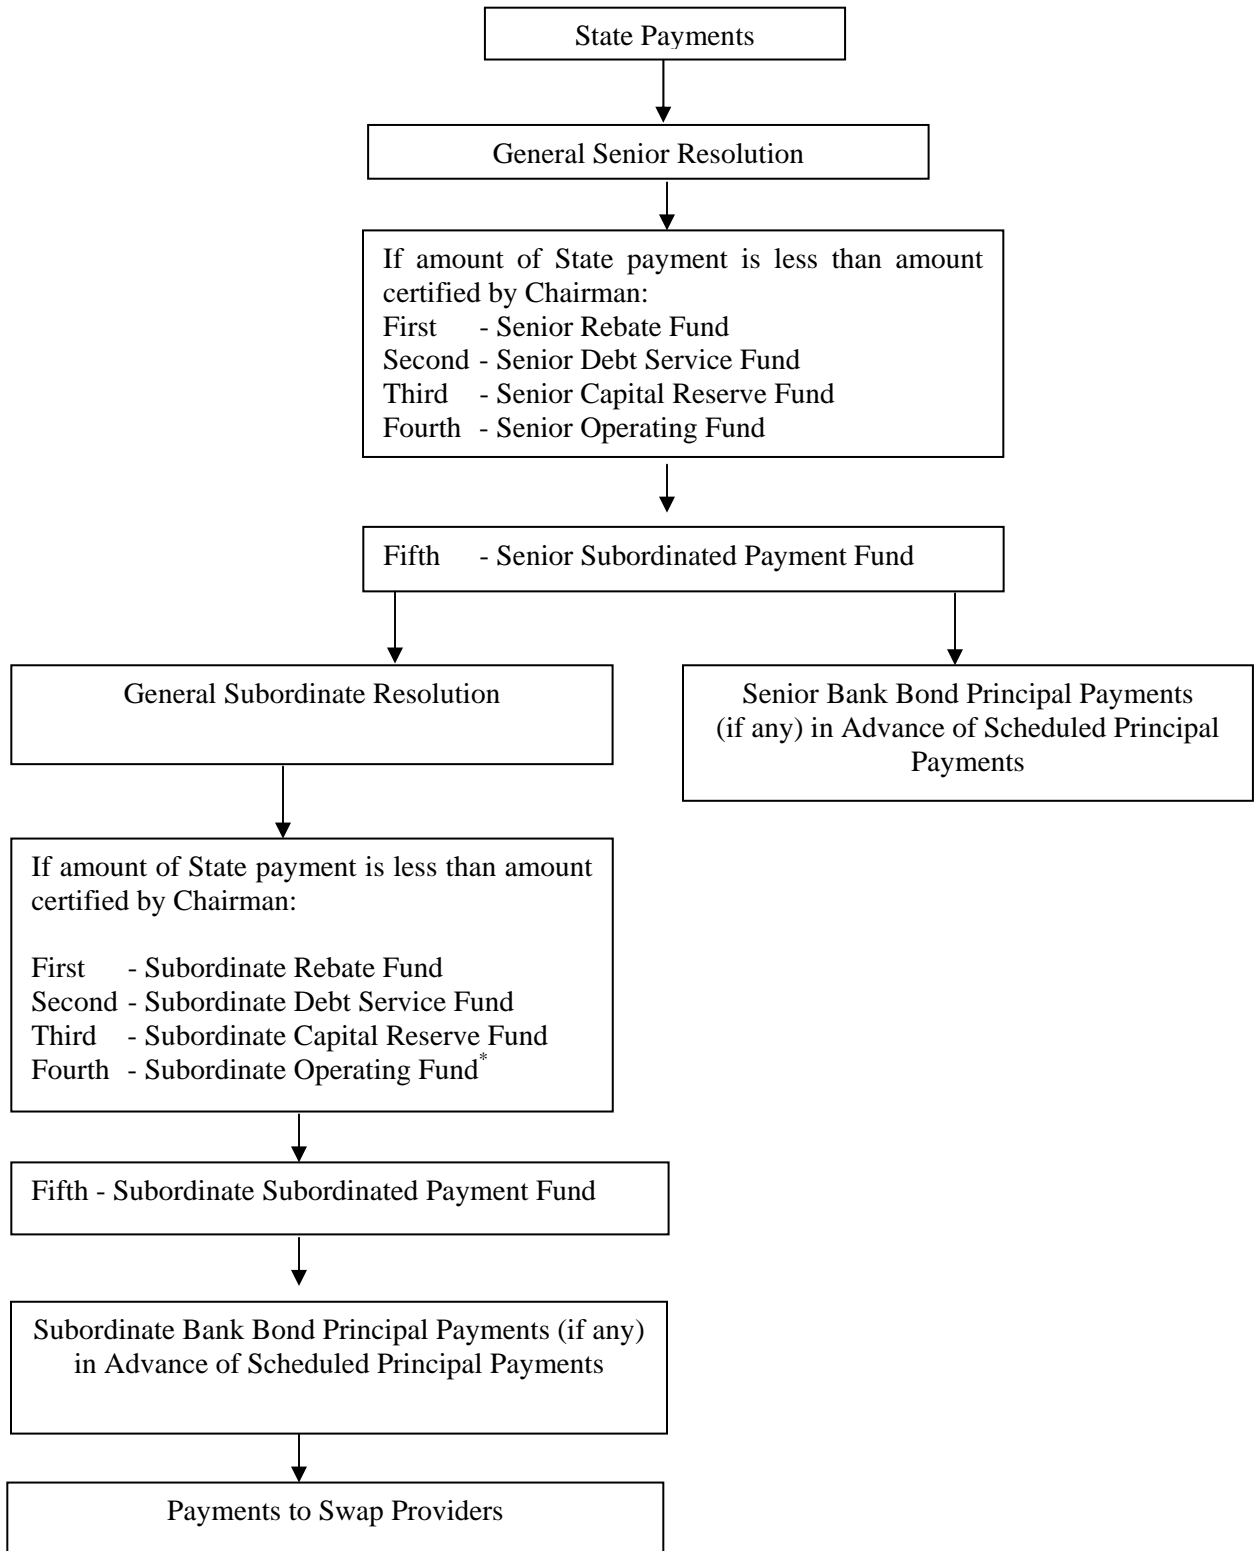 State Payments
General Senior Resolution
If amount of State payment is less than amount
certified by Chairman:
First - Senior Rebate Fund
Second - Senior Debt Service Fund
Third - Senior Capital Reserve Fund
Fourth - Senior Operating Fund
Fifth - Senior Subordinated Payment Fund
General Subordinate Resolution
Senior Bank Bond Principal Payments
(if any) in Advance of Scheduled Principal
Payments
If amount of State payment is less than amount
certified by Chairman:
First - Subordinate Rebate Fund
Second - Subordinate Debt Service Fund
Third - Subordinate Capital Reserve Fund
Fourth - Subordinate Operating Fund*
Fifth - Subordinate Subordinated Payment Fund
Subordinate Bank Bond Principal Payments (if any)
in Advance of Scheduled Principal Payments
Payments to Swap Providers